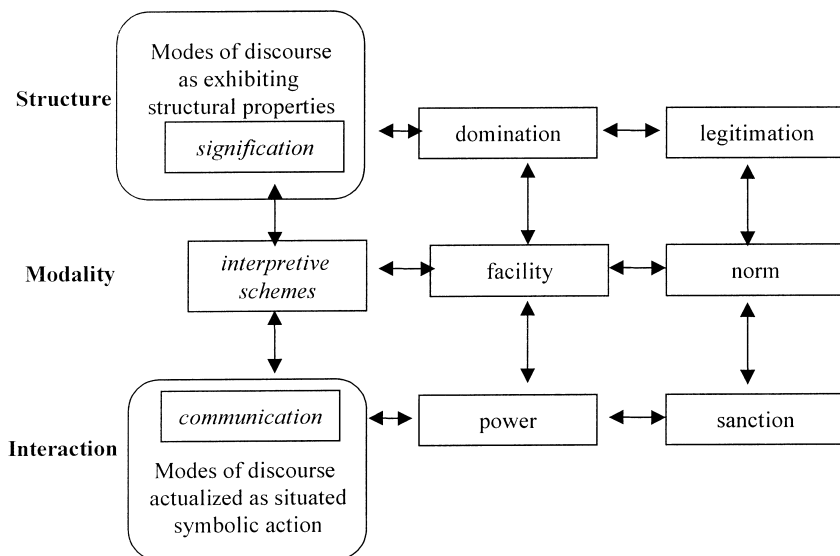 Modes of discourse
as exhibiting
structural properties
Structure
signification
domination
legitimation
Modality
interpretive
schemes
facility
norm
communication
power
sanction
Interaction
Modes of discourse
actualized as situated
symbolic action